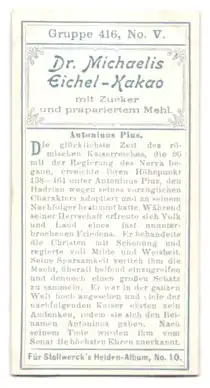 Gruppe 416, No. V.
Dr. Michaelis
Eichel-Kakao
mit Zucker
und präpariertem Mehl.
Antoninus Pius.
Die glücklichste Zeit des rö-
mischen Kaiserreiches, die 96
mit der Regierung des Nerva be-
gann, erreichte ihren Höhepunkt
138–161 unter Antoninus Pius, den
Hadrian wegen seines vorzüglichen
Charakters adoptiert und zu seinem
Nachfolger bestimmt hatte. Während
seiner Herrschaft erfreute sich Volk
und Land eines fast ununter-
brochenen Friedens. Er behandelte
die Christen mit Schonung und
regierte voll Milde und Weisheit.
Seine Sparsamkeit verlieh ihm die
Macht, überall helfend einzugreifen
und dennoch einen großen Schatz
zu sammeln. Er war in der ganzen
Welt hoch angesehen und viele der
nachfolgenden Kaiser ehrten sein
Andenken, indem sie sich den Bei-
namen Antoninus gaben. Nach
seinem Tode wurden ihm vom
Senat die höchsten Ehren zuerkannt.
Für Stollwerck's Helden-Album, No. 10.